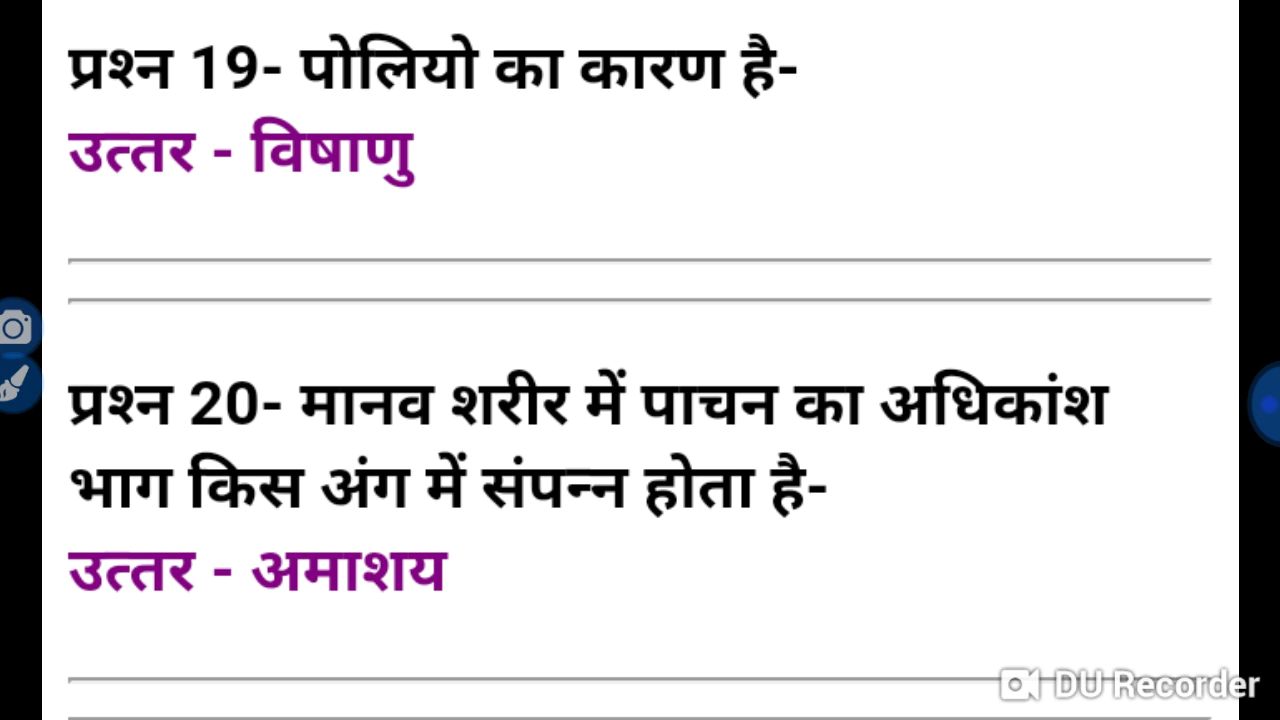 प्रश्न 19- पोलियो का कारण है-
उत्तर - विषाणु
प्रश्न 20- मानव शरीर में पाचन का अधिकांश
भाग किस अंग में संपन्न होता है-
उत्तर - अमाशय
DU Recorder